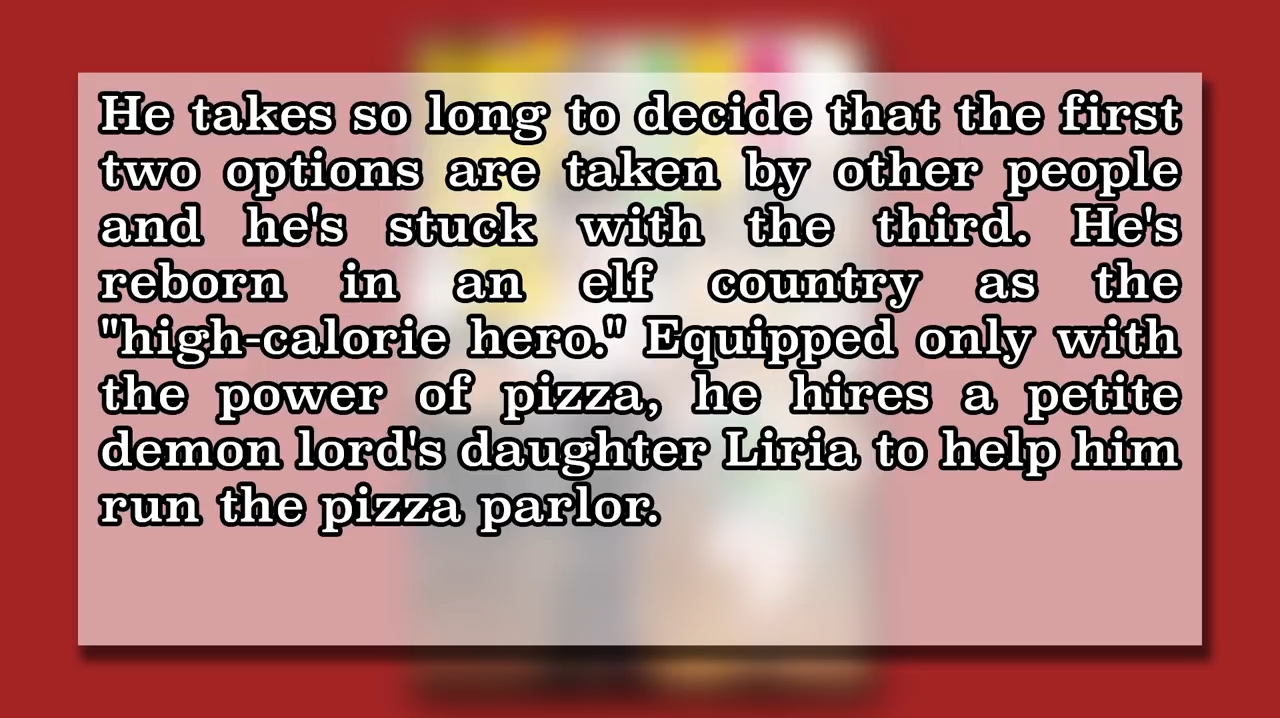 He takes so long to decide that the first
two options are taken by other people
and he's stuck with the third. He's
reborn in an elf country as the
"high-calorie hero." Equipped only with
the power of pizza, he hires a petite
demon lord's daughter Liria to help him
run the pizza parlor.